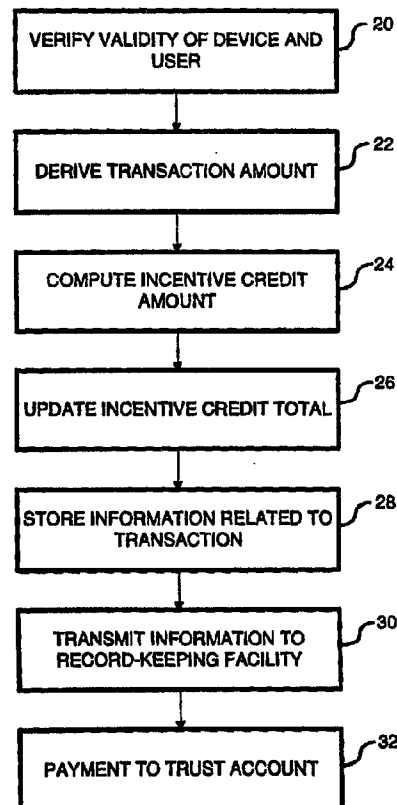 VERIFY VALIDITY OF DEVICE AND
USER
20
DERIVE TRANSACTION AMOUNT
22
COMPUTE INCENTIVE CREDIT
AMOUNT
24
UPDATE INCENTIVE CREDIT TOTAL
26
STORE INFORMATION RELATED TO
TRANSACTION
28
TRANSMIT INFORMATION TO
RECORD-KEEPING FACILITY
30
PAYMENT TO TRUST ACCOUNT
32